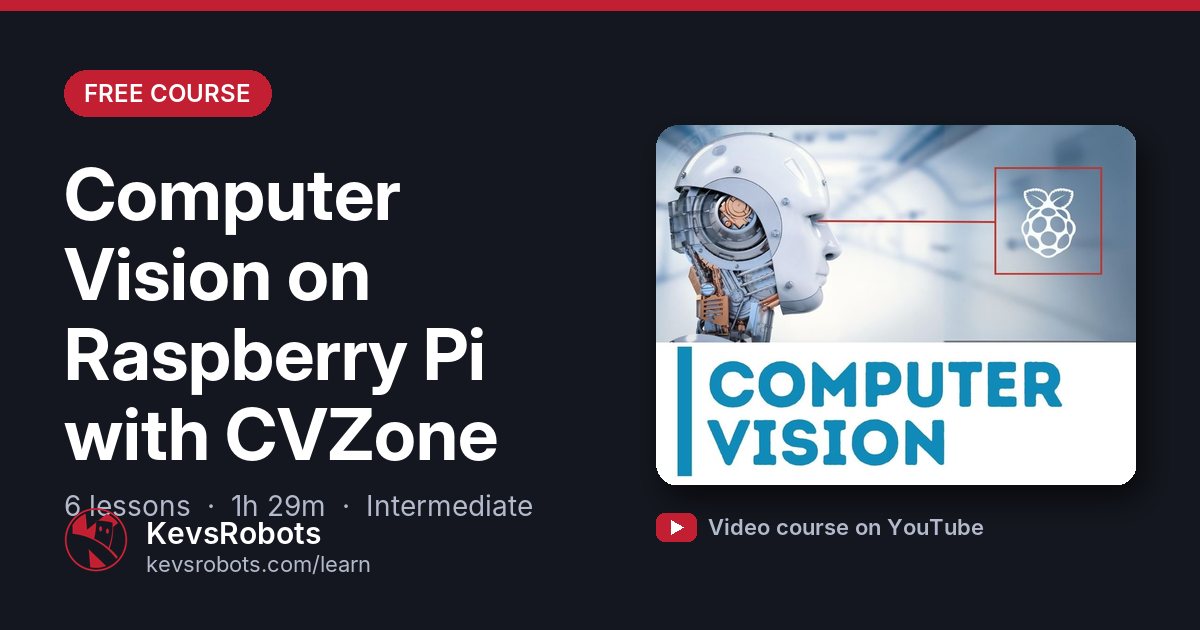 FREE COURSE
Computer
Vision on
Raspberry Pi
with CVZone
6 lessons · 1h 29m · Intermediate
KevsRobots
kevsrobots.com/learn
COMPUTER
VISION
Video course on YouTube